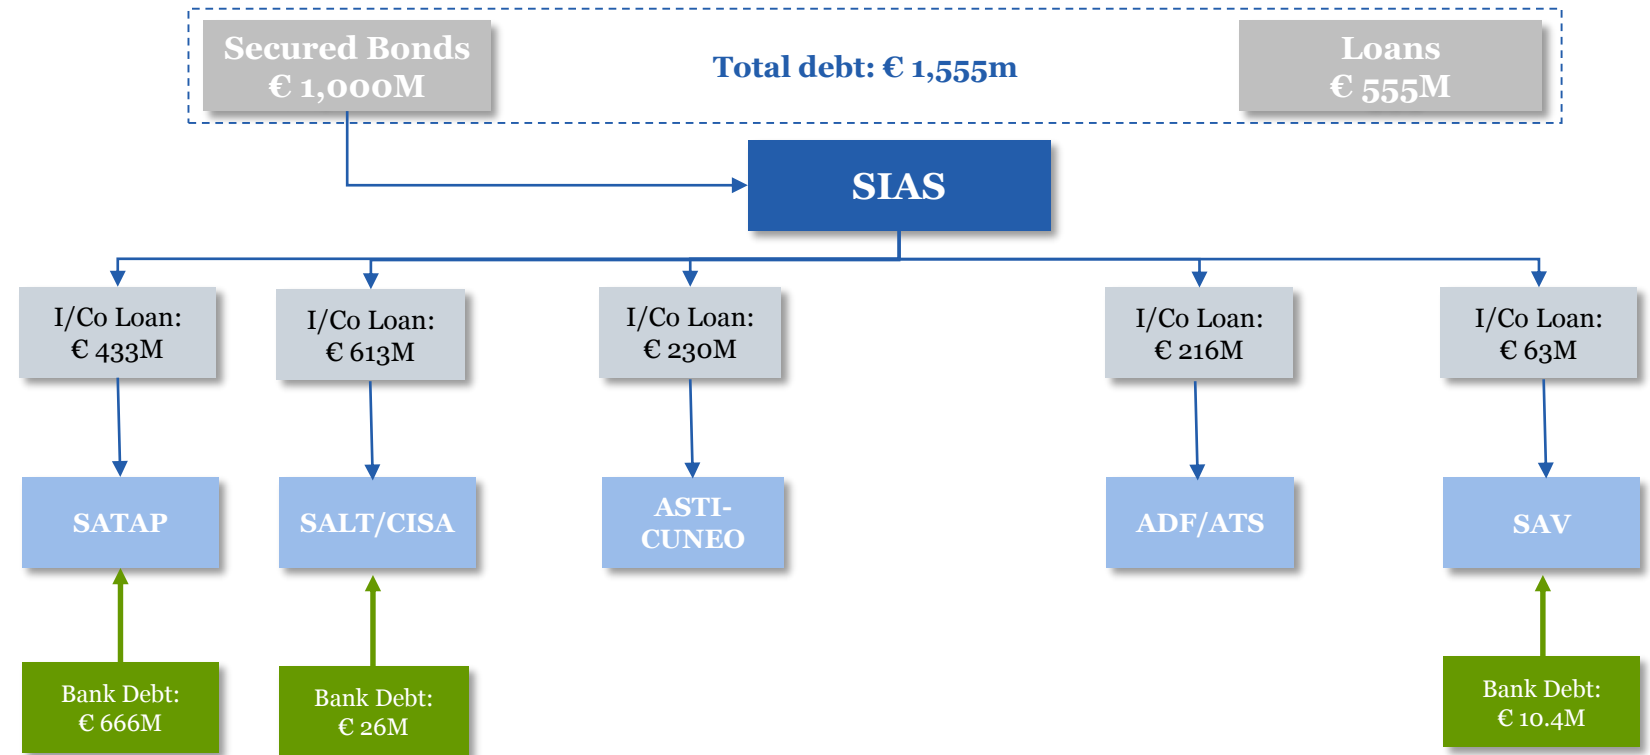 Secured Bonds
€ 1,000M
Total debt: € 1,555m
Loans
€ 555M
SIAS
I/Co Loan:
€ 433M
I/Co Loan:
€ 613M
I/Co Loan:
€ 230M
I/Co Loan:
€ 216M
I/Co Loan:
€ 63M
SATAP
SALT/CISA
ASTI-
CUNEO
ADF/ATS
SAV
Bank Debt:
€ 666M
Bank Debt:
€ 26M
Bank Debt:
€ 10.4M